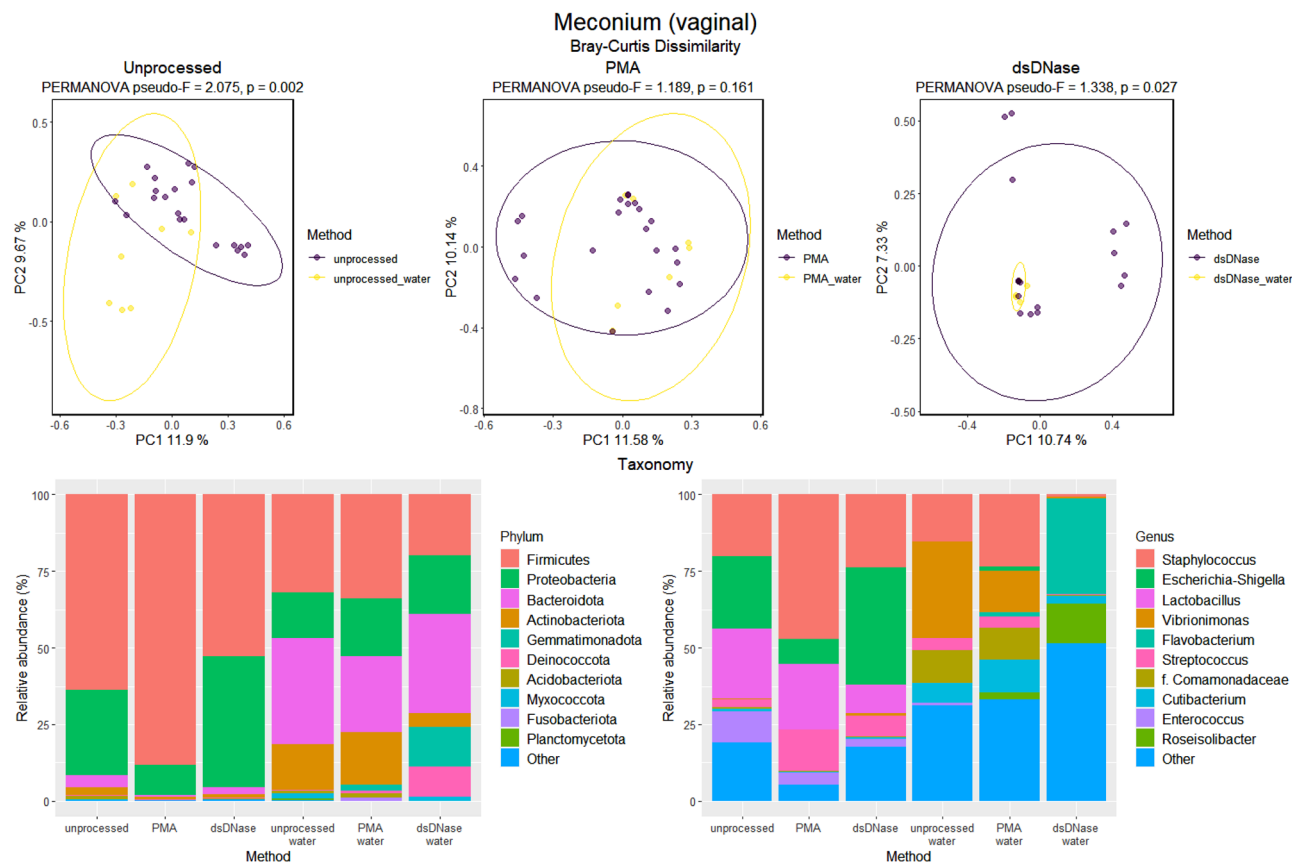 Meconium (vaginal)
Bray-Curtis Dissimilarity
Unprocessed
PERMANOVA pseudo-F = 2.075, p = 0.002
0.5
0.0
-0.5
PC2 9.67 %
-0.6
-0.3
0.0
0.3
0.6
PC1 11.9 %
Method
unprocessed
unprocessed_water
PMA
PERMANOVA pseudo-F = 1.189, p = 0.161
0.4
0.0
-0.4
-0.8
PC2 10.14 %
-0.6
-0.3
0.0
0.3
0.6
PC1 11.58 %
Method
PMA
PMA_water
dsDNase
PERMANOVA pseudo-F = 1.338, p = 0.027
0.50
0.25
0.00
-0.25
-0.50
PC2 7.33 %
-0.4
0.0
0.4
PC1 10.74 %
Method
dsDNase
dsDNase_water
Taxonomy
100
75
50
25
0
Relative abundance (%)
unprocessed
PMA
dsDNase
unprocessed
water
PMA
water
dsDNase
water
Method
Phylum
Firmicutes
Proteobacteria
Bacteroidota
Actinobacteriota
Gemmatimonadota
Deinococcota
Acidobacteriota
Myxococcota
Fusobacteriota
Planctomycetota
Other
100
75
50
25
0
Relative abundance (%)
unprocessed
PMA
dsDNase
unprocessed
water
PMA
water
dsDNase
water
Method
Genus
Staphylococcus
Escherichia-Shigella
Lactobacillus
Vibrionimonas
Flavobacterium
Streptococcus
f. Comamonadaceae
Cutibacterium
Enterococcus
Roseisolibacter
Other